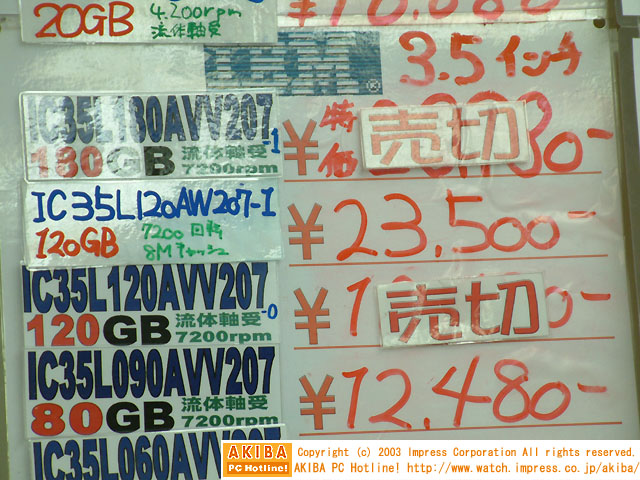 20GB 4,200rpm
流体軸受
IBM 3.5インチ
IC35L180AVV207-1
180GB 流体軸受
7200rpm
¥ 特価 売切
IC35L120AVV207-1
120GB 7200回転
8Mキャッシュ
¥23,500-
IC35L120AVV207-0
120GB 流体軸受
7200rpm
¥1 売切
IC35L090AVV207
80GB 流体軸受
7200rpm
¥12,480-
IC35L060AVV207
AKIBA PC Hotline!
Copyright (c) 2003 Impress Corporation All rights reserved.
AKIBA PC Hotline! http://www.watch.impress.co.jp/akiba/